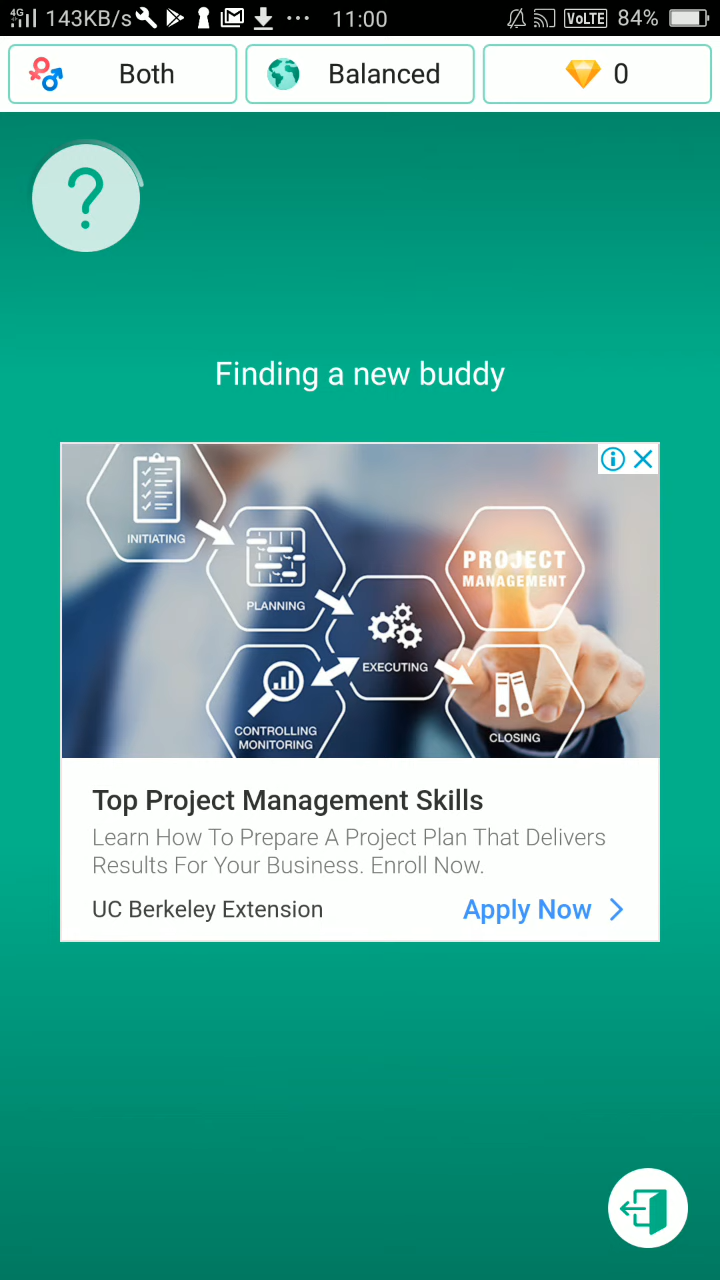 4G 143KB/s 11:00 VoLTE 84%
Both
Balanced
0
?
Finding a new buddy
INITIATING
PLANNING
PROJECT
MANAGEMENT
EXECUTING
CONTROLLING
MONITORING
CLOSING
Top Project Management Skills
Learn How To Prepare A Project Plan That Delivers
Results For Your Business. Enroll Now.
UC Berkeley Extension
Apply Now